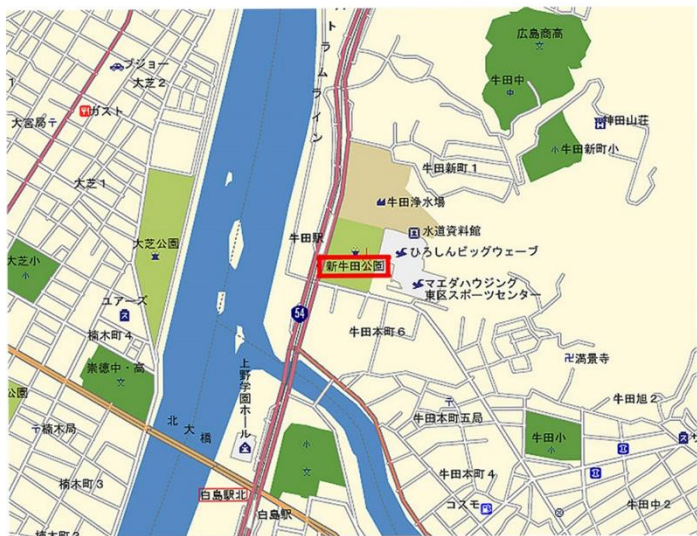 広島商高
プジョー
大芝２
牛田中
ストラムライン
ガスト
大宮局
神田山荘
牛田新町小
牛田新町１
大芝１
牛田浄水場
水道資料館
牛田駅
大芝公園
ひろしんビッグウェーブ
新牛田公園
大芝小
マエダハウジング
東区スポーツセンター
ユアーズ
54
楠木町４
牛田本町６
満景寺
崇徳中・高
上野学園ホール
公園
牛田旭２
北大橋
牛田本町五局
楠木局
牛田小
牛田本町４
楠木町３
白島駅北
コスモ
牛田中２
白島駅